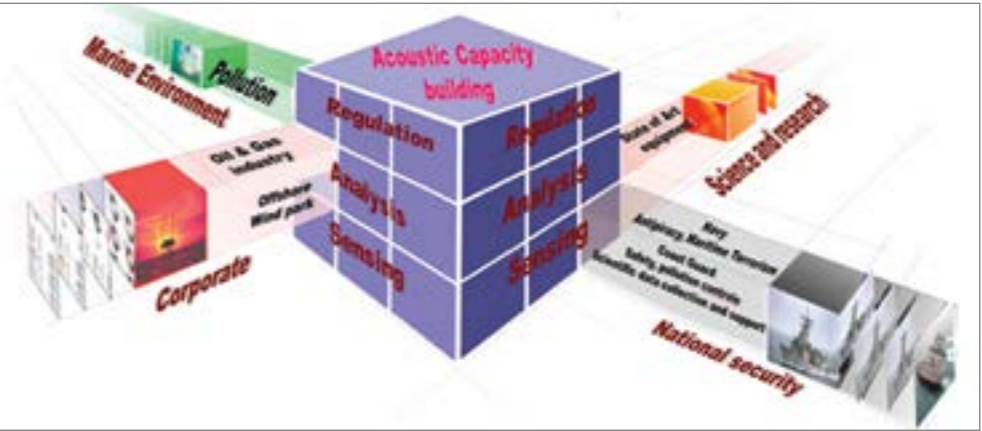 Acoustic Capacity
building
Marine Environment
Pollution
Regulation
Analysis
Sensing
Regulation
Analysis
Sensing
Oil & Gas
industry
Offshore
Wind park
Corporate
State of Art
equipment
Science and research
Navy
Antipiracy, Maritime Terrorism
Coast Guard
Safety, pollution controls
Scientific data collection and support
National security